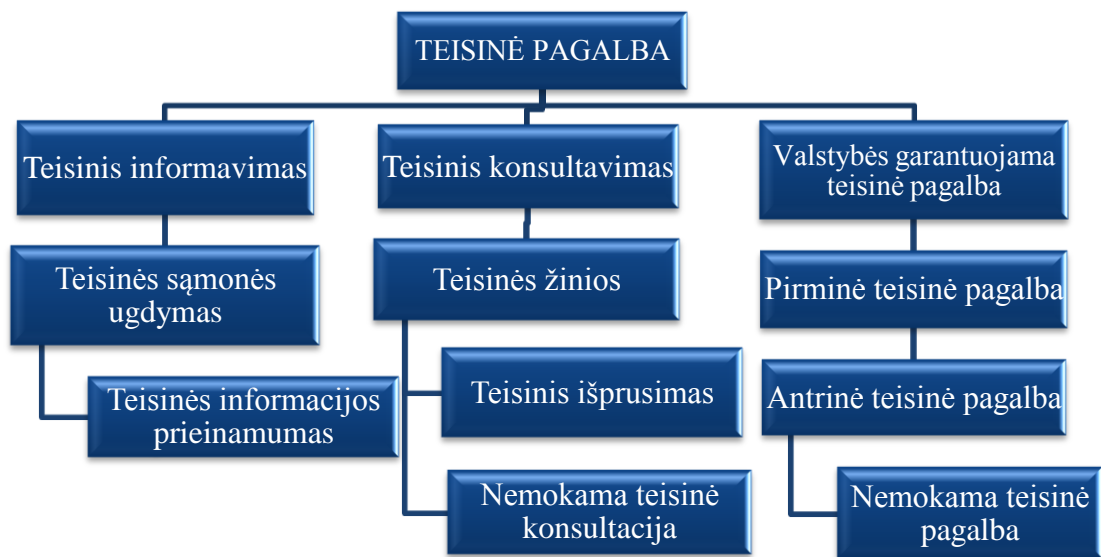 TEISINĖ PAGALBA
Teisinis informavimas
Teisinės sąmonės
ugdymas
Teisinės informacijos
prieinamumas
Teisinis konsultavimas
Teisinės žinios
Teisinis išprusimas
Nemokama teisinė
konsultacija
Valstybės garantuojama
teisinė pagalba
Pirminė teisinė pagalba
Antrinė teisinė pagalba
Nemokama teisinė
pagalba